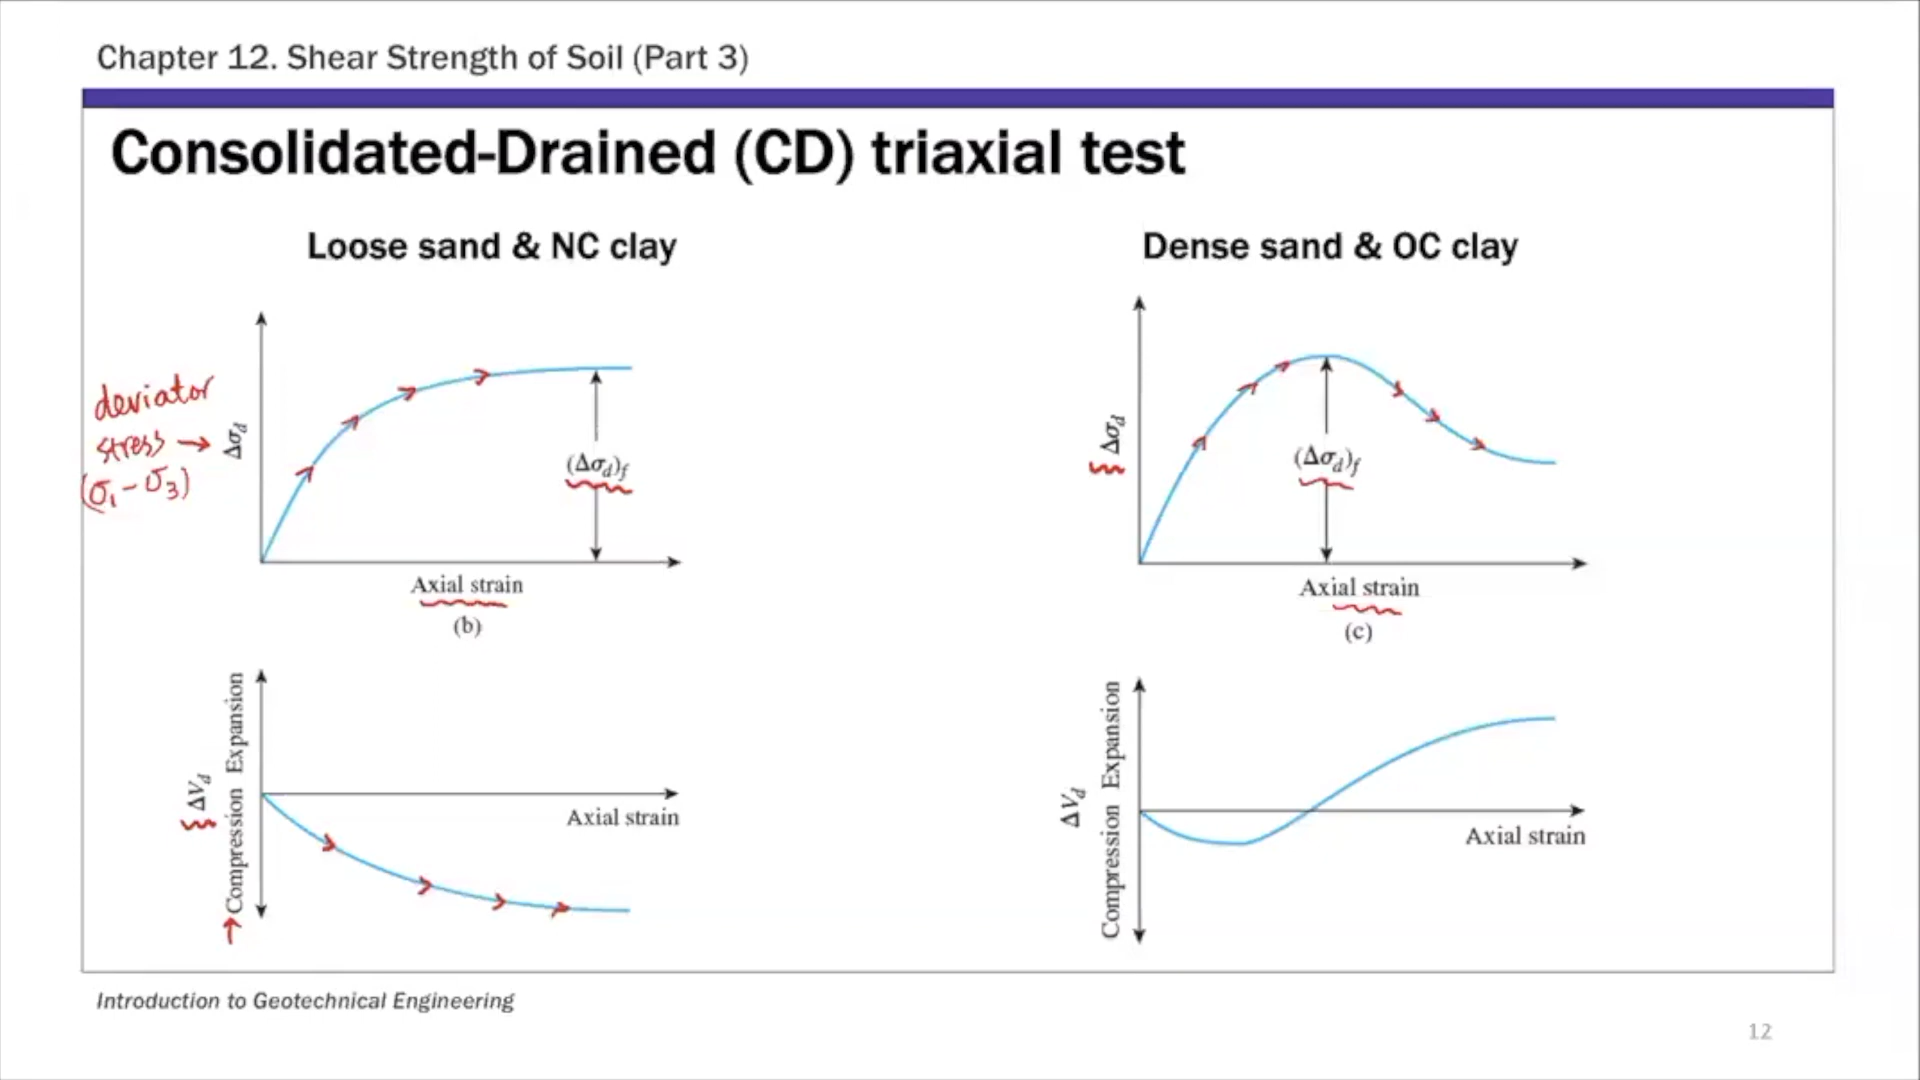 Chapter 12. Shear Strength of Soil (Part 3)
Consolidated-Drained (CD) triaxial test
Loose sand & NC clay
deviator
stress →
(σ₁-σ₃)
Δσd
(Δσd)f
Axial strain
(b)
ΔVd
Compression Expansion
Axial strain
Dense sand & OC clay
Δσd
(Δσd)f
Axial strain
(c)
ΔVd
Compression Expansion
Axial strain
Introduction to Geotechnical Engineering
12